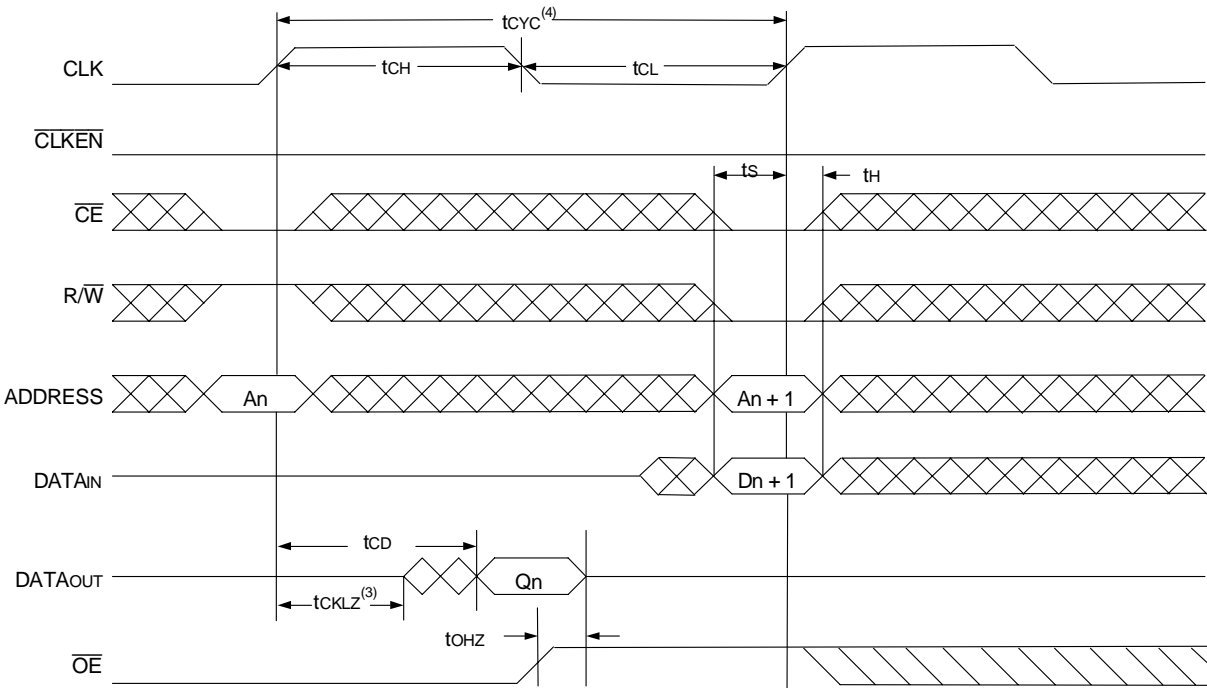 tCYC(4)
CLK
tCH
tCL
CLKEN
tS
tH
CE
R/W
ADDRESS
An
An + 1
DATAIN
Dn + 1
tCD
DATAOUT
Qn
tCKLZ(3)
tOHZ
OE